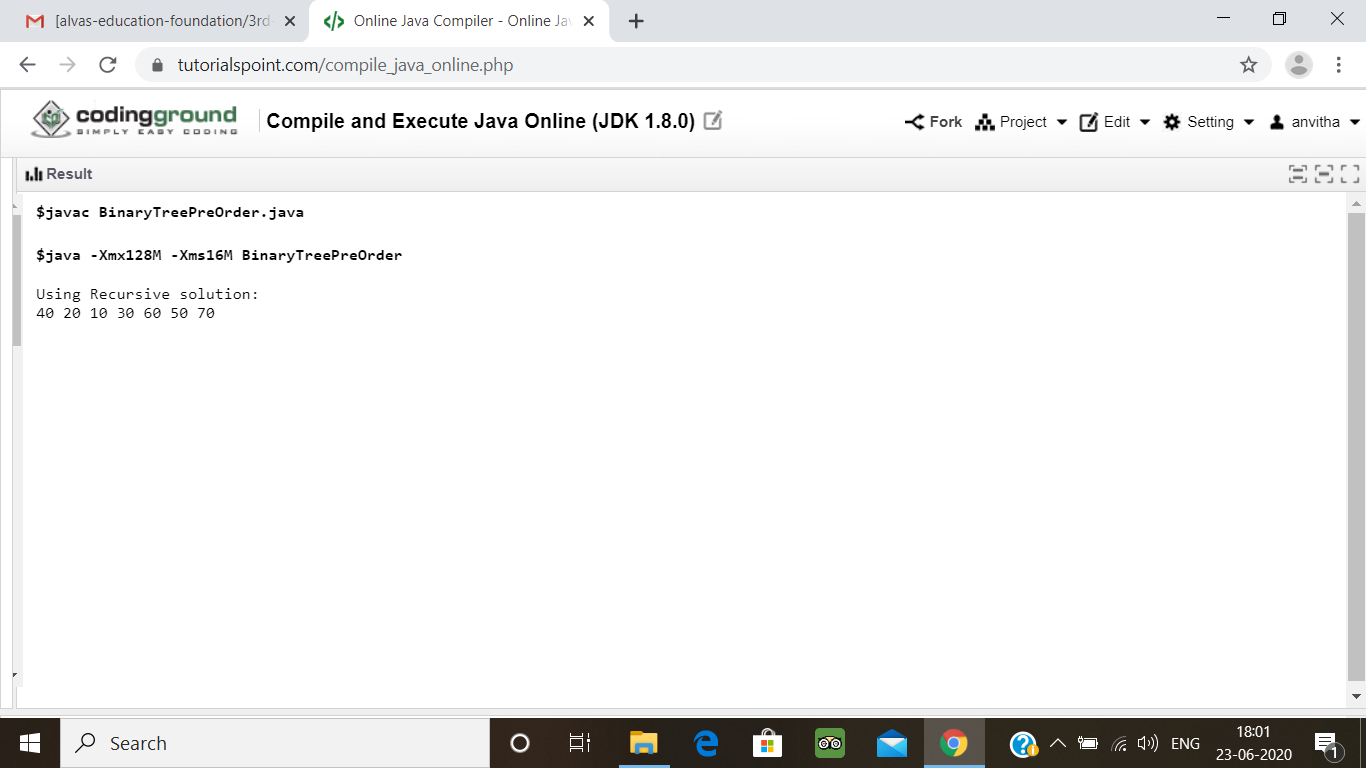 [alvas-education-foundation/3rd-
Online Java Compiler - Online Jav
tutorialspoint.com/compile_java_online.php
codingground
SIMPLY EASY CODING
Compile and Execute Java Online (JDK 1.8.0)
Fork
Project
Edit
Setting
anvitha
Result
$javac BinaryTreePreOrder.java
$java -Xmx128M -Xms16M BinaryTreePreOrder
Using Recursive solution:
40 20 10 30 60 50 70
Search
ENG
18:01
23-06-2020
1